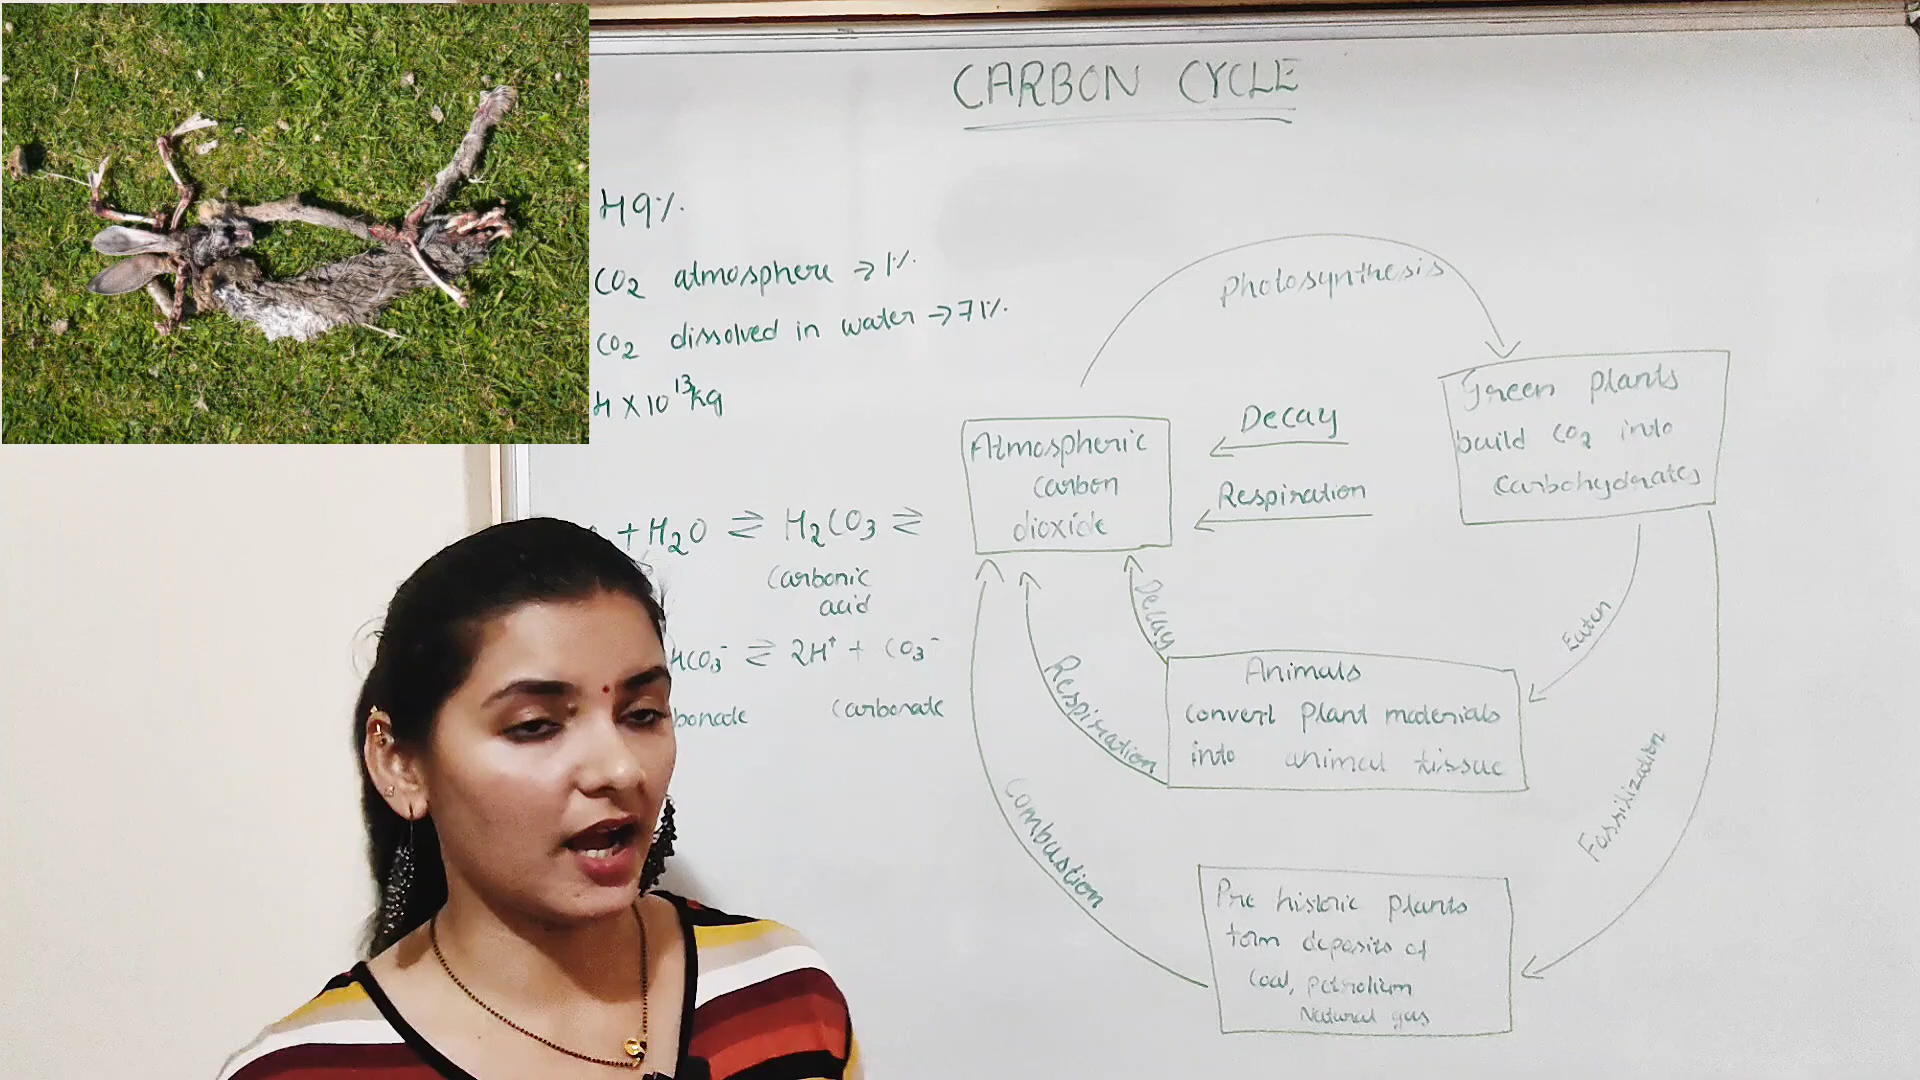 CARBON CYCLE
49%.
CO2 atmosphere → 1%.
CO2 dissolved in water → 71%.
4 X 10^13 kg
+ H2O ⇌ H2CO3 ⇌
Carbonic
acid
HCO3- ⇌ 2H+ + CO3-
bonate Carbonate
Photosynthesis
Green plants
build CO2 into
Carbohydrates
Decay
Respiration
Atmospheric
carbon
dioxide
Eaten
Decay
Respiration
Animals
convert plant materials
into animal tissue
Fossilization
Combustion
Pre historic plants
form deposits of
Coal, petrolium
Natural gas